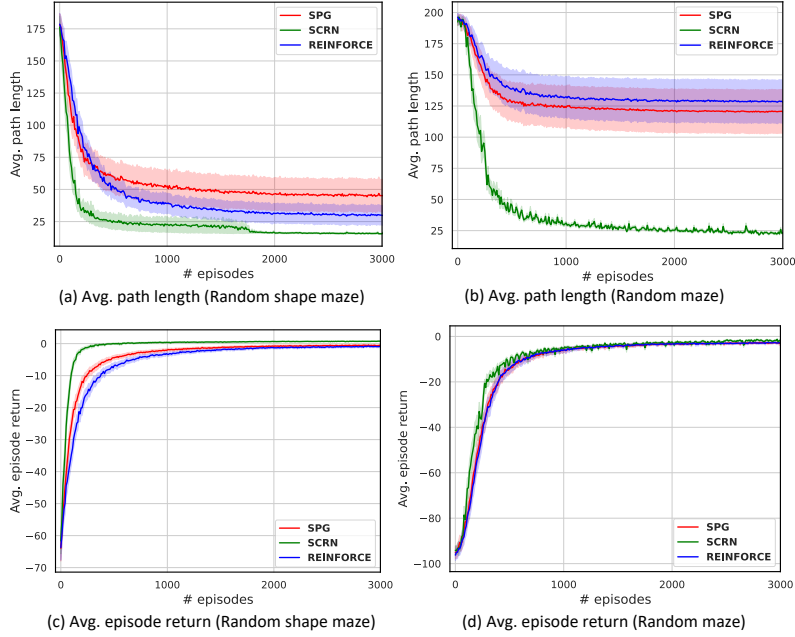 175
150
125
100
75
50
25
Avg. path length
SPG
SCRN
REINFORCE
0 1000 2000 3000
# episodes
(a) Avg. path length (Random shape maze)
200
175
150
125
100
75
50
25
Avg. path length
SPG
SCRN
REINFORCE
0 1000 2000 3000
# episodes
(b) Avg. path length (Random maze)
0
−10
−20
−30
−40
−50
−60
−70
Avg. episode return
SPG
SCRN
REINFORCE
0 1000 2000 3000
# episodes
(c) Avg. episode return (Random shape maze)
0
−20
−40
−60
−80
−100
Avg. episode return
SPG
SCRN
REINFORCE
0 1000 2000 3000
# episodes
(d) Avg. episode return (Random maze)